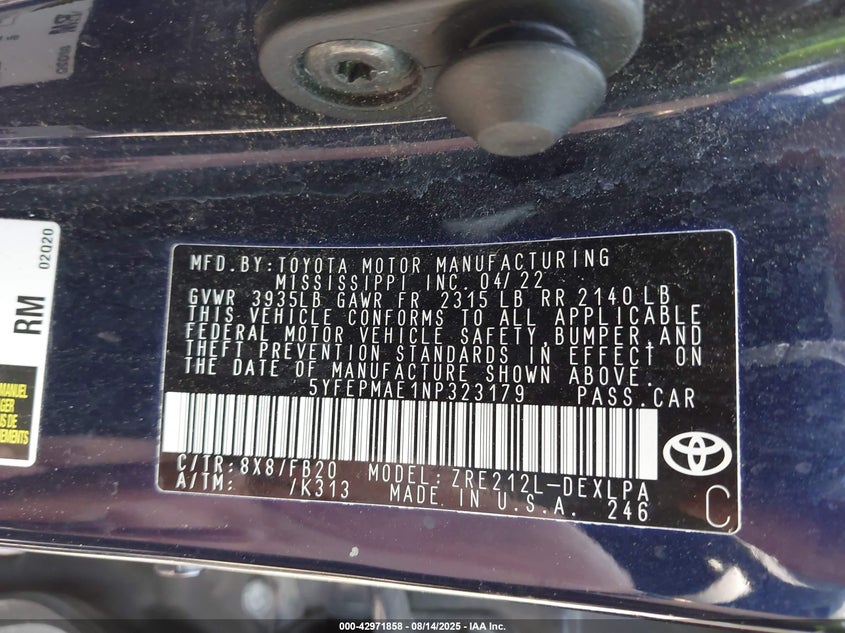 MFD.BY:TOYOTA MOTOR MANUFACTURING
MISSISSIPPI INC. 04/22
GVWR 3935LB GAWR FR 2315 LB RR 2140 LB
THIS VEHICLE CONFORMS TO ALL APPLICABLE
FEDERAL MOTOR VEHICLE SAFETY,BUMPER,AND
THEFT PREVENTION STANDARDS IN EFFECT ON
THE DATE OF MANUFACTURE SHOWN ABOVE.
5YFEPMAE1NP323179 PASS.CAR
C/TR:8X8/FB20 MODEL:ZRE212L-DEXLPA
A/TM: /K313 MADE IN U.S.A. 246
C
RM
02020
MANUEL
000-42971858 - 08/14/2025 - IAA Inc.